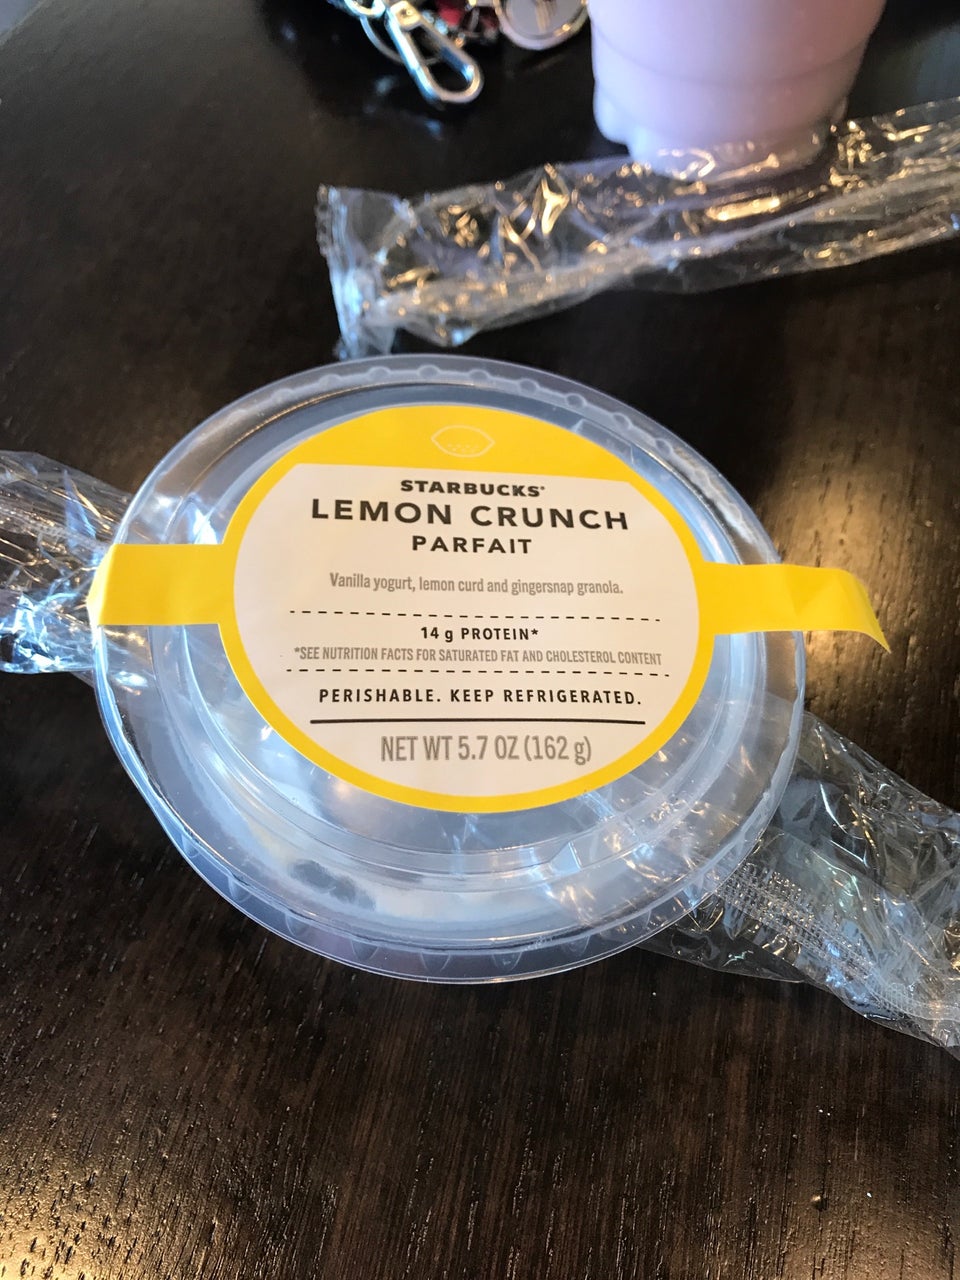 STARBUCKS®
LEMON CRUNCH
PARFAIT
Vanilla yogurt, lemon curd and gingersnap granola.
14 g PROTEIN*
*SEE NUTRITION FACTS FOR SATURATED FAT AND CHOLESTEROL CONTENT
PERISHABLE. KEEP REFRIGERATED.
NET WT 5.7 OZ (162 g)